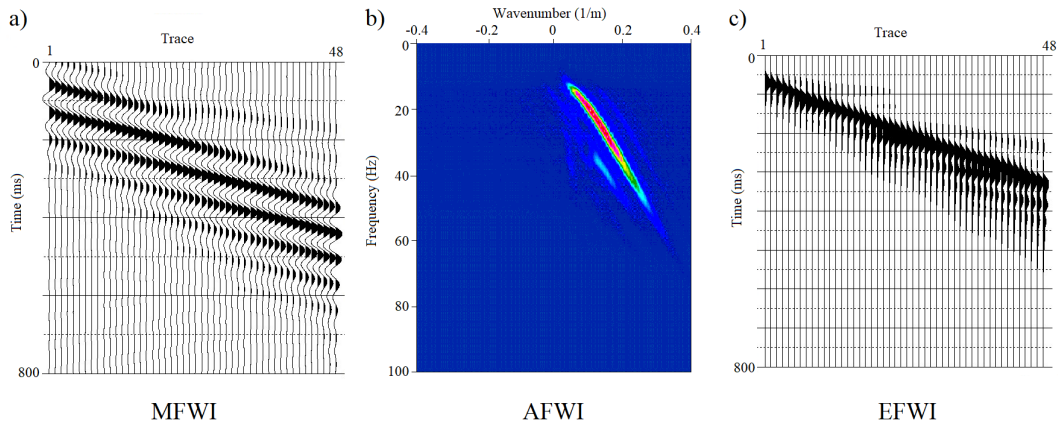 a)
Trace
1 48
0
Time (ms)
800
MFWI
b)
Wavenumber (1/m)
-0.4 -0.2 0 0.2 0.4
0
20
40
60
80
100
Frequency (Hz)
AFWI
c)
Trace
1 48
0
Time (ms)
800
EFWI